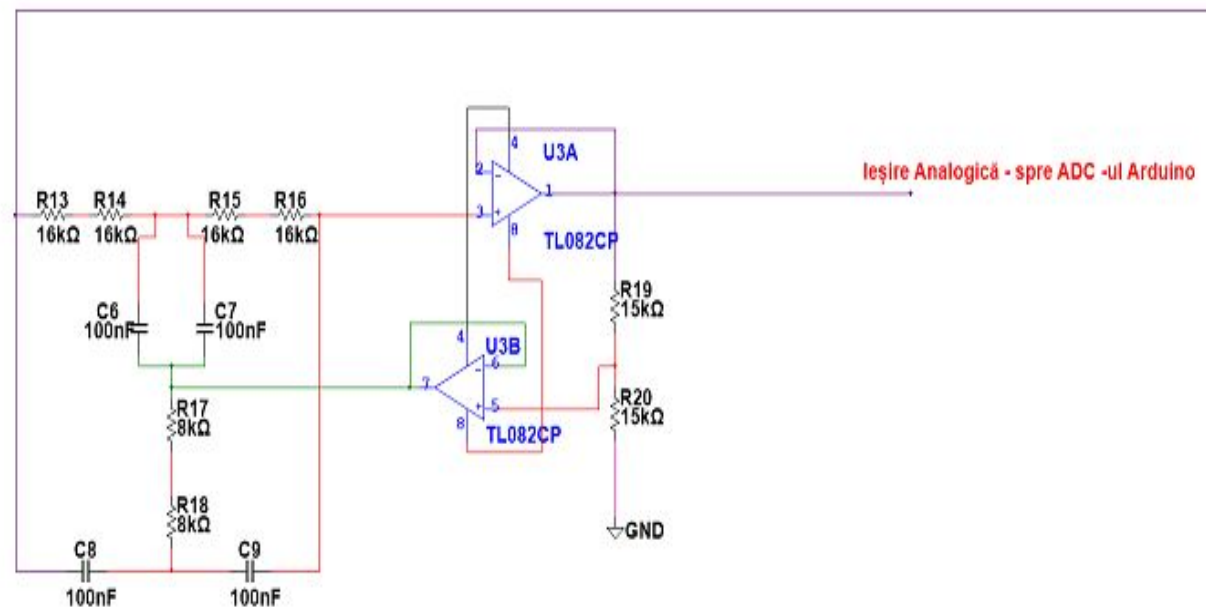 4
U3A
2
1
3
8
TL082CP
Ieșire Analogică - spre ADC -ul Arduino
R13
R14
R15
R16
16kΩ
16kΩ
16kΩ
16kΩ
C6
100nF
C7
100nF
R19
15kΩ
4
U3B
6
7
5
8
TL082CP
R20
15kΩ
R17
8kΩ
R18
8kΩ
GND
C8
100nF
C9
100nF